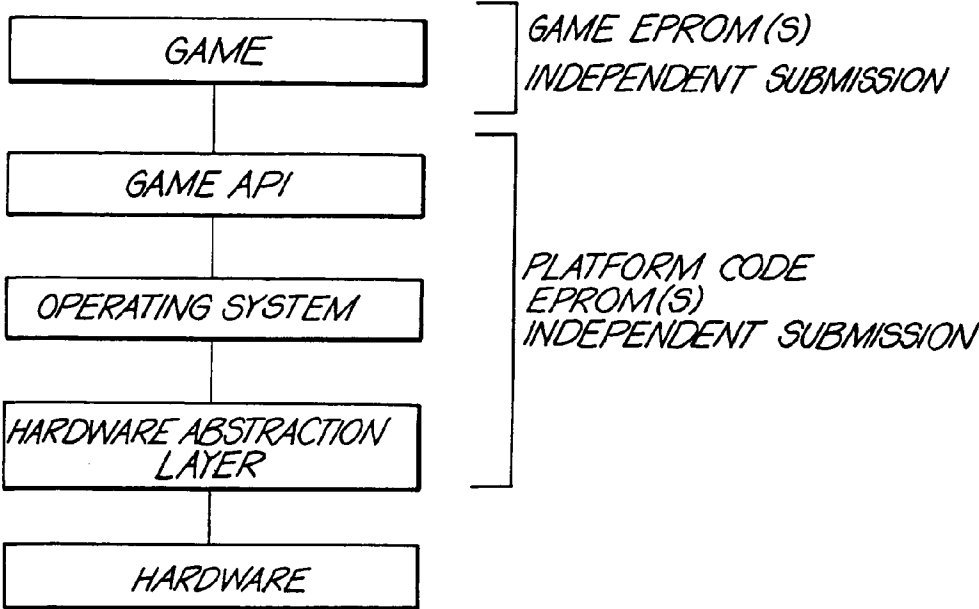 GAME
GAME EPROM(S)
INDEPENDENT SUBMISSION
GAME API
OPERATING SYSTEM
PLATFORM CODE
EPROM(S)
INDEPENDENT SUBMISSION
HARDWARE ABSTRACTION
LAYER
HARDWARE